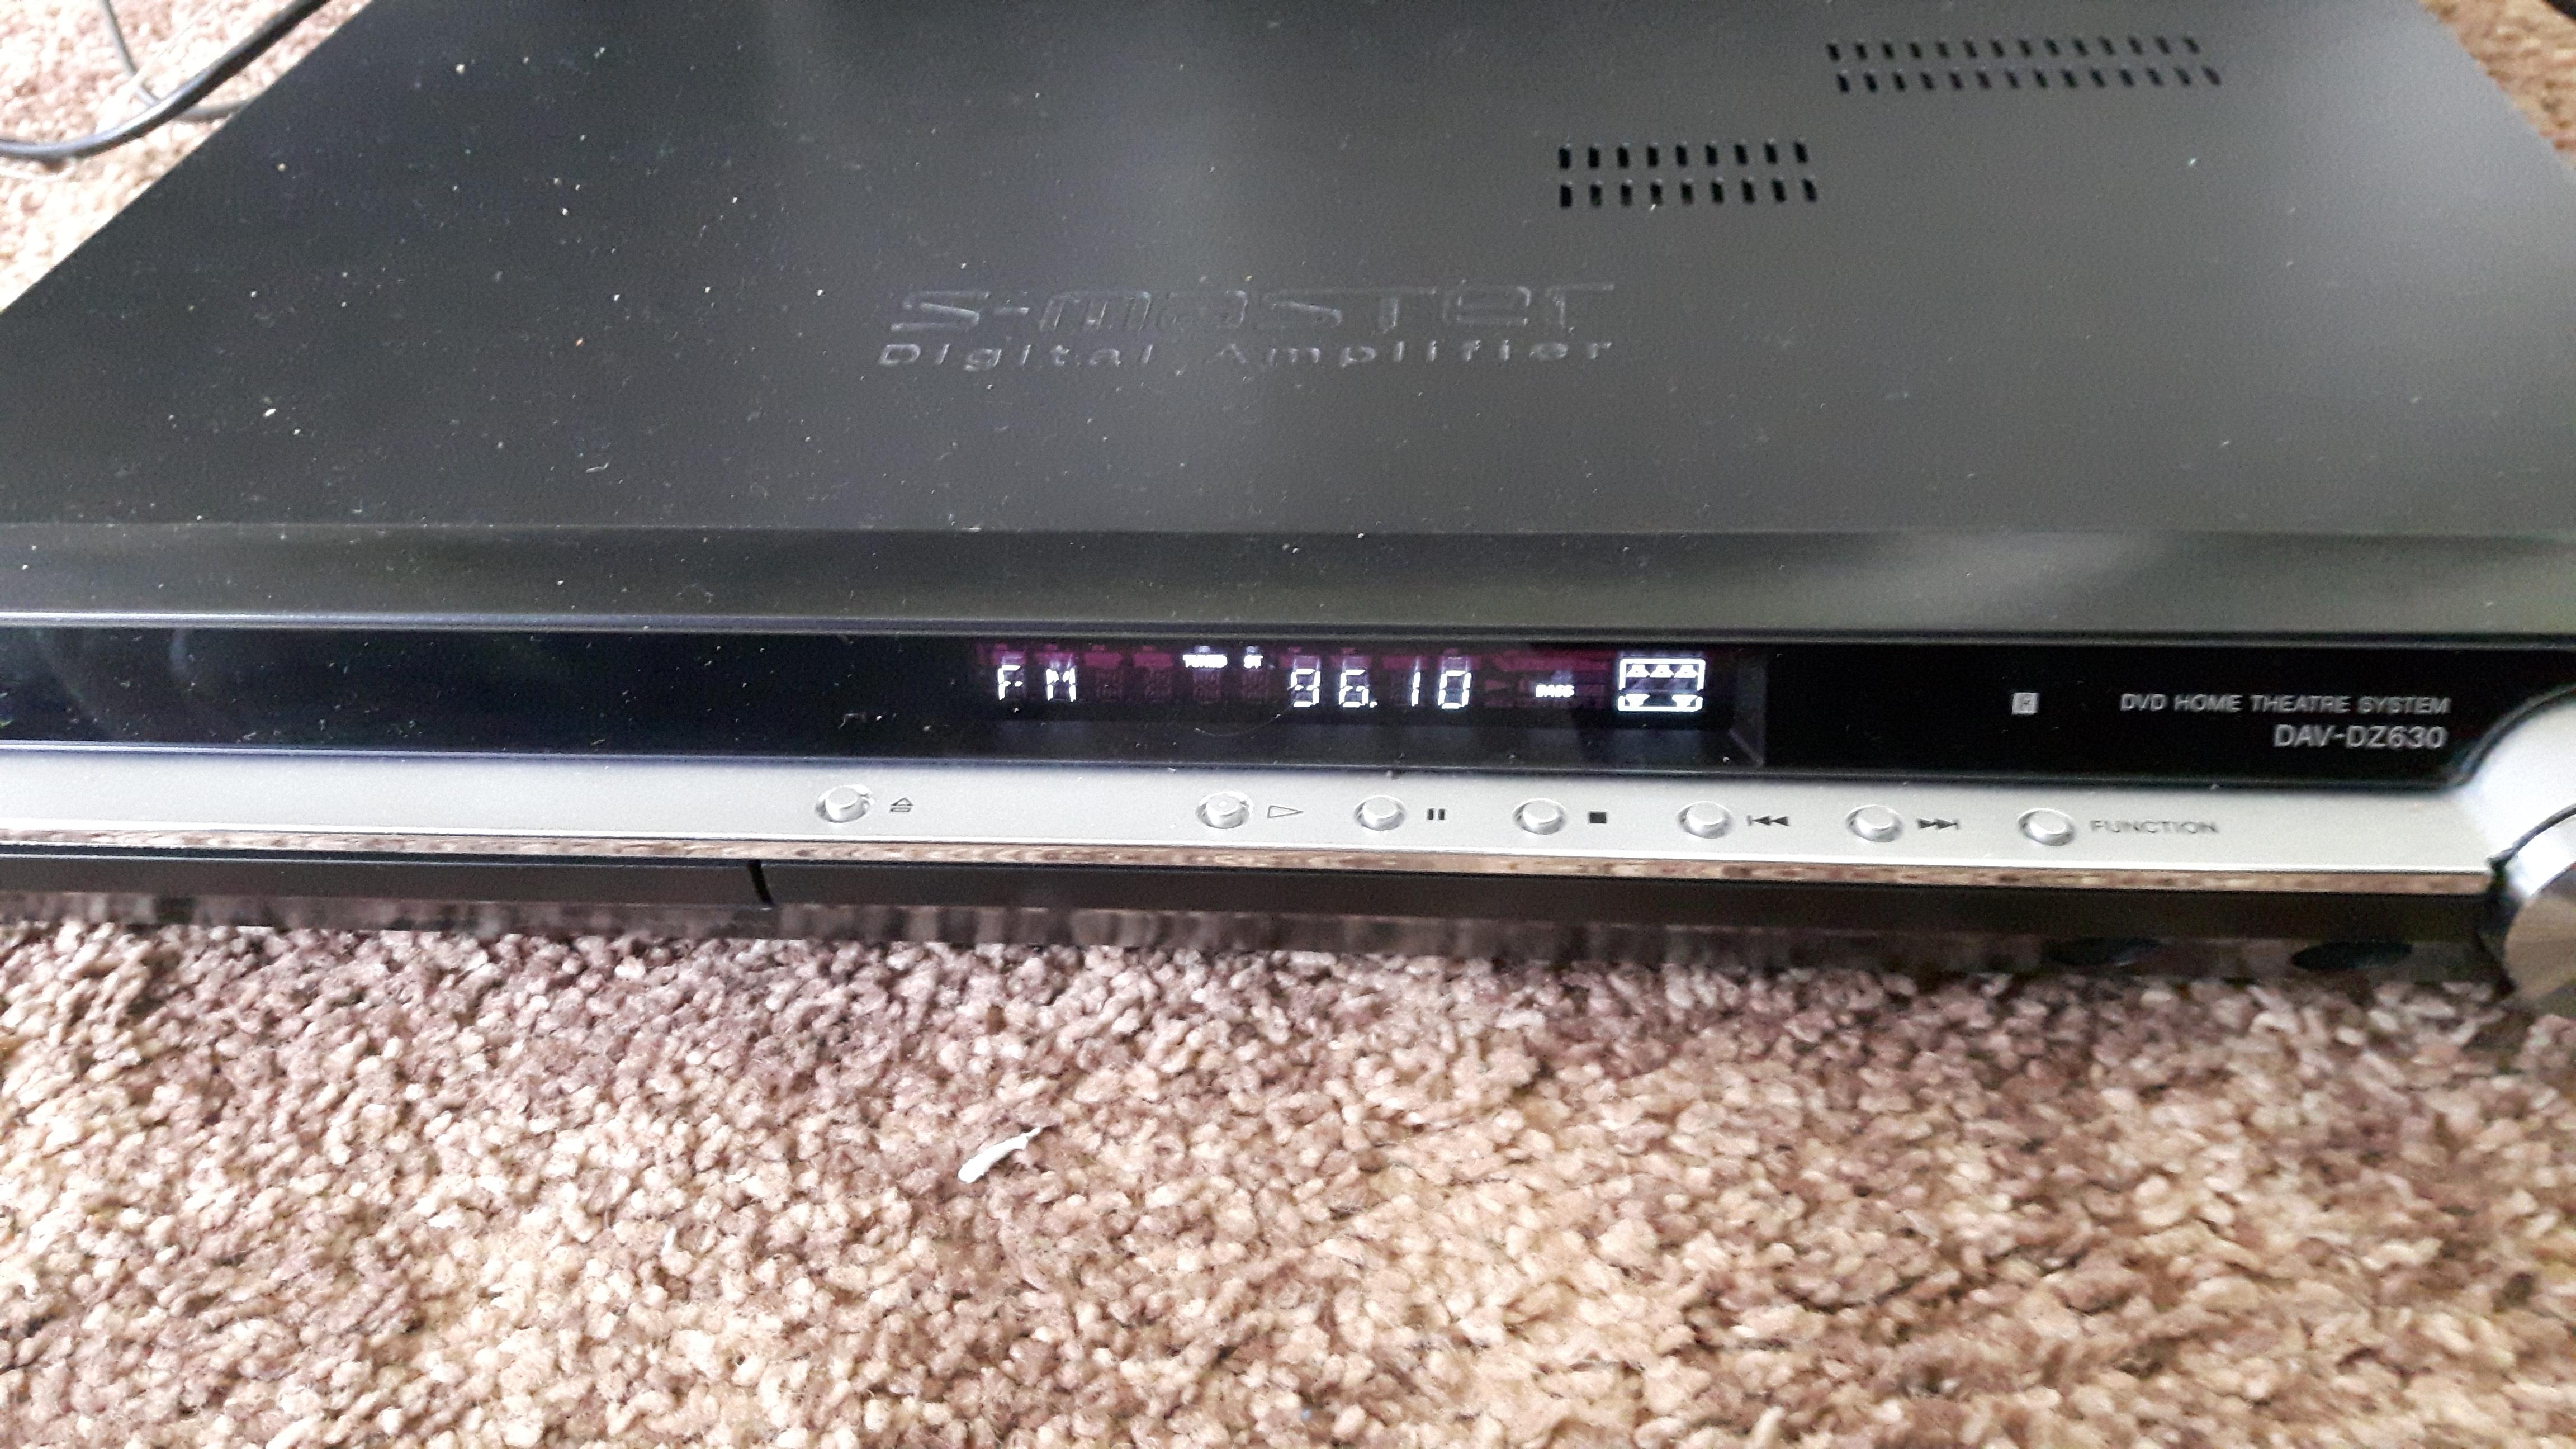 S-master
Digital Amplifier
TUNED ST
FM 96.10 BASS
DVD HOME THEATRE SYSTEM
DAV-DZ630
FUNCTION